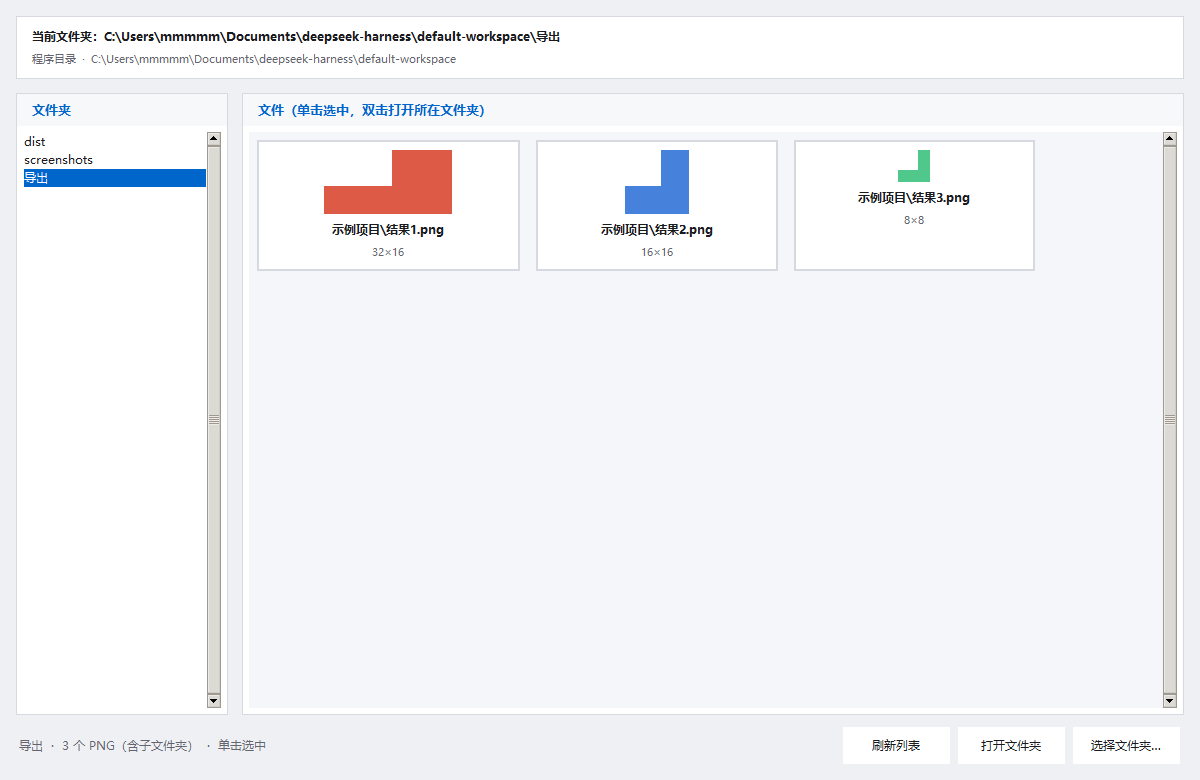 当前文件夹：C:\Users\mmmmm\Documents\deepseek-harness\default-workspace\导出
程序目录 · C:\Users\mmmmm\Documents\deepseek-harness\default-workspace
文件夹
dist
screenshots
导出
文件（单击选中，双击打开所在文件夹）
示例项目\结果1.png
32×16
示例项目\结果2.png
16×16
示例项目\结果3.png
8×8
导出 · 3 个 PNG（含子文件夹） · 单击选中
刷新列表
打开文件夹
选择文件夹...